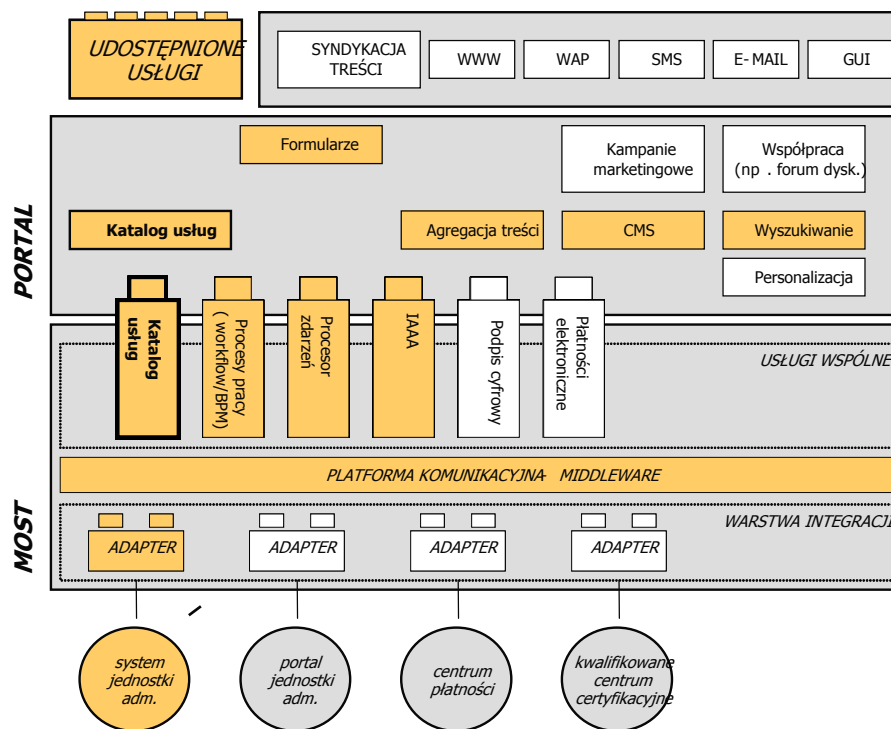 UDOSTĘPNIONE
USŁUGI
SYNDYKACJA
TREŚCI
WWW
WAP
SMS
E- MAIL
GUI
PORTAL
Formularze
Kampanie
marketingowe
Współpraca
(np . forum dysk.)
Katalog usług
Agregacja treści
CMS
Wyszukiwanie
Personalizacja
MOST
Katalog
usług
Procesy pracy
( workflow/BPM)
Procesor
zdarzeń
IAAA
Podpis cyfrowy
Płatności
elektroniczne
USŁUGI WSPÓLNE
PLATFORMA KOMUNIKACYJNA- MIDDLEWARE
WARSTWA INTEGRACJI
ADAPTER
ADAPTER
ADAPTER
ADAPTER
system
jednostki
adm.
portal
jednostki
adm.
centrum
płatności
kwalifikowane
centrum
certyfikacyjne